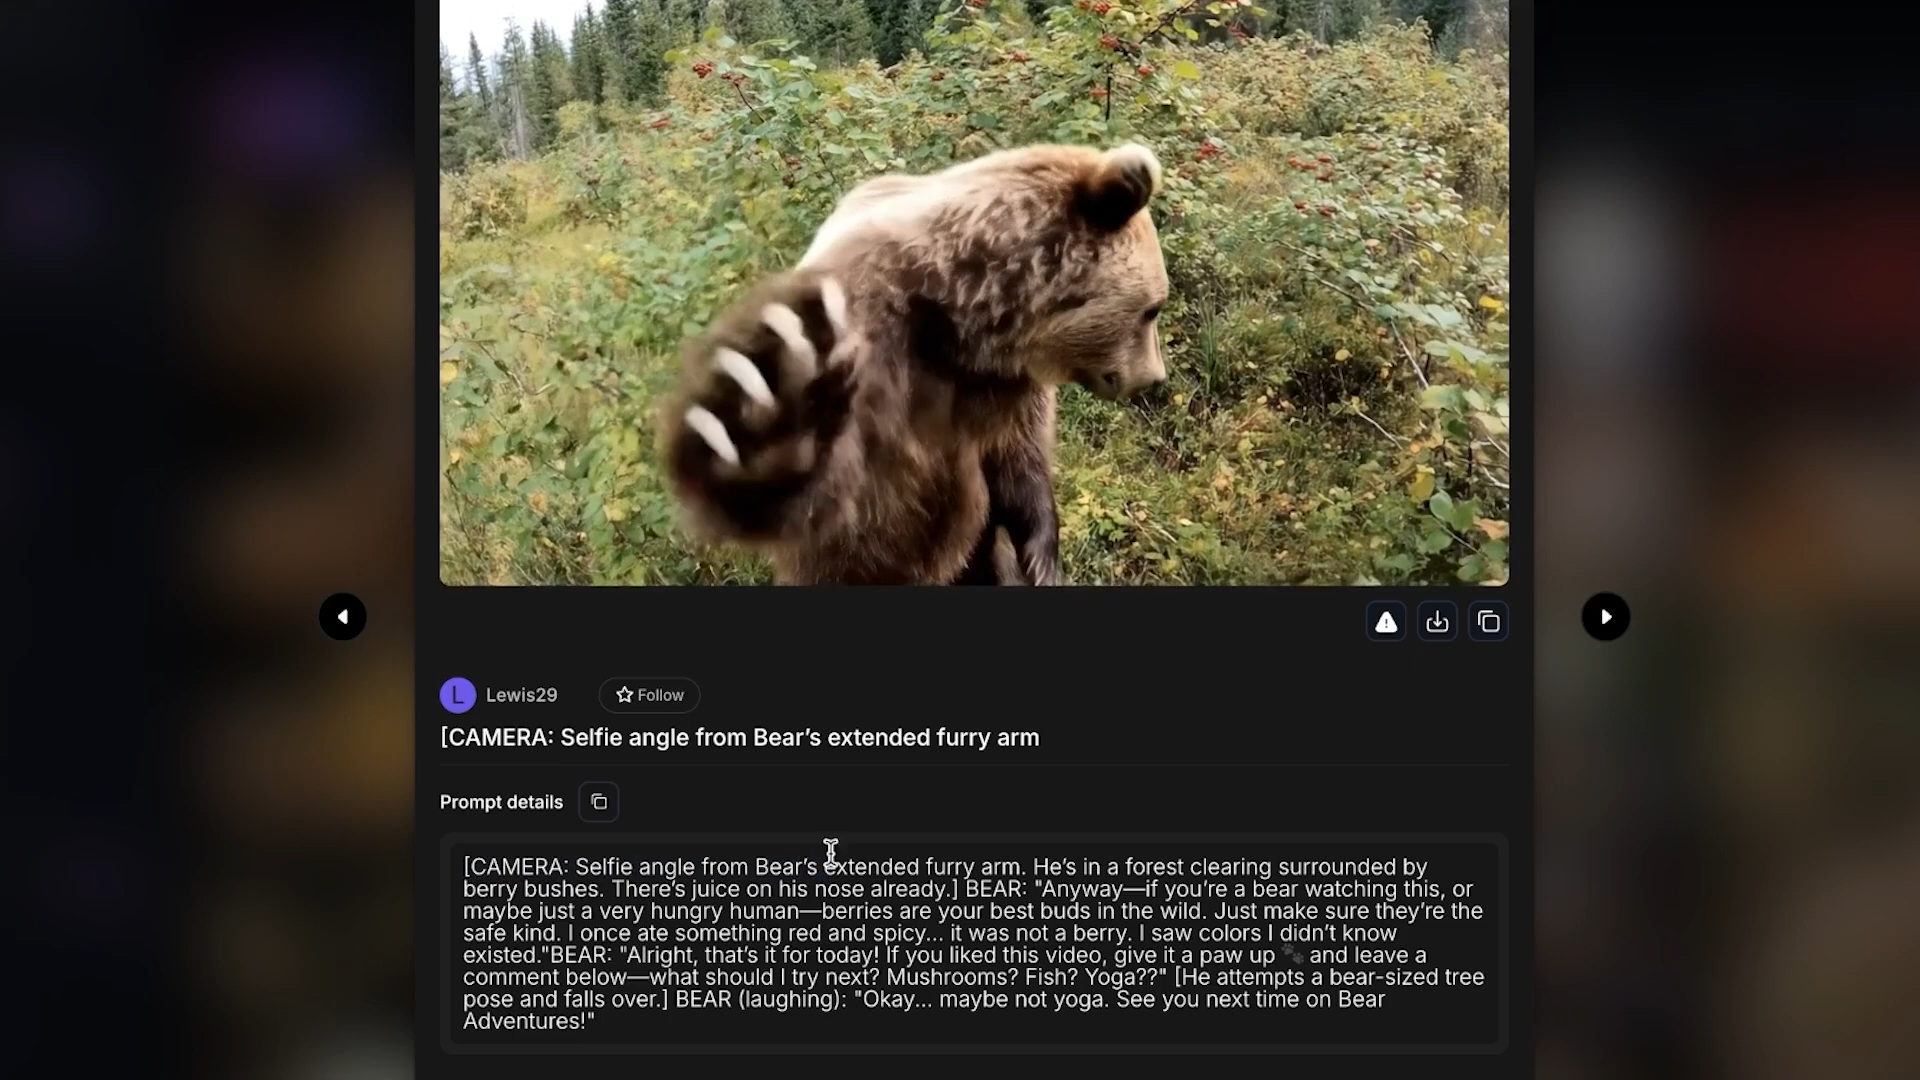 L Lewis29 Follow
[CAMERA: Selfie angle from Bear’s extended furry arm
Prompt details
[CAMERA: Selfie angle from Bear’s extended furry arm. He’s in a forest clearing surrounded by
berry bushes. There’s juice on his nose already.] BEAR: "Anyway—if you’re a bear watching this, or
maybe just a very hungry human—berries are your best buds in the wild. Just make sure they’re the
safe kind. I once ate something red and spicy... it was not a berry. I saw colors I didn’t know
existed."BEAR: "Alright, that’s it for today! If you liked this video, give it a paw up 🐾 and leave a
comment below—what should I try next? Mushrooms? Fish? Yoga??" [He attempts a bear-sized tree
pose and falls over.] BEAR (laughing): "Okay... maybe not yoga. See you next time on Bear
Adventures!"